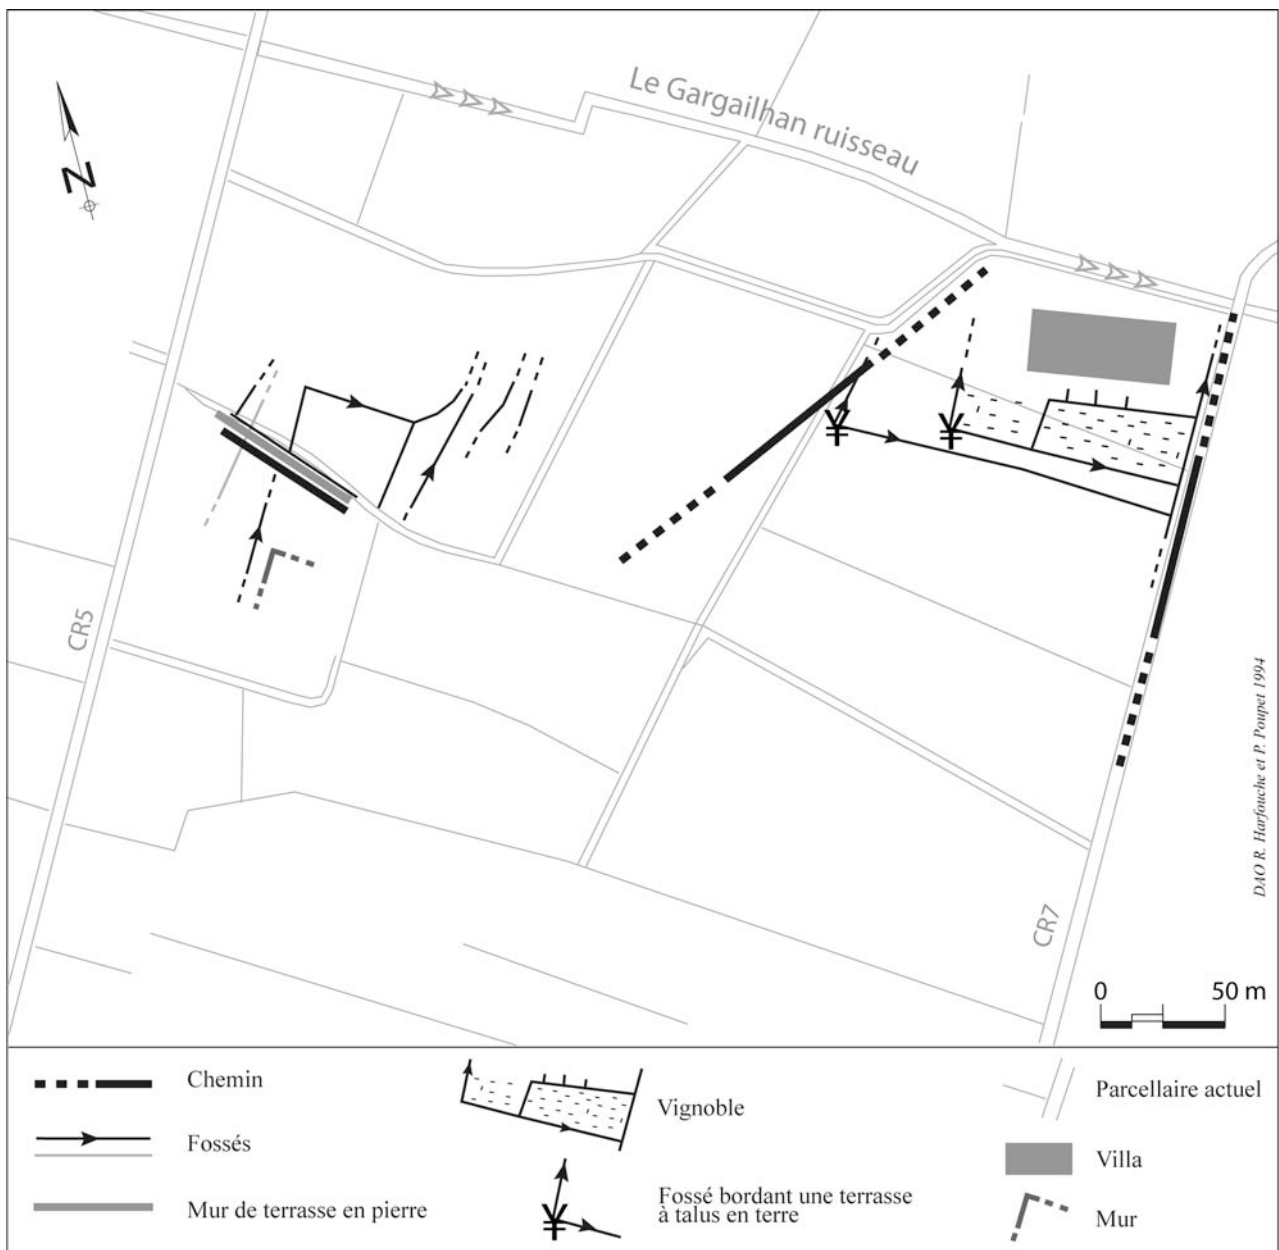 Le Gargailhan ruisseau
N
CR5
CR7
DAO R. Harfouche et P. Poupet 1994
0 50 m
Chemin
Fossés
Mur de terrasse en pierre
Vignoble
Fossé bordant une terrasse
à talus en terre
Parcellaire actuel
Villa
Mur